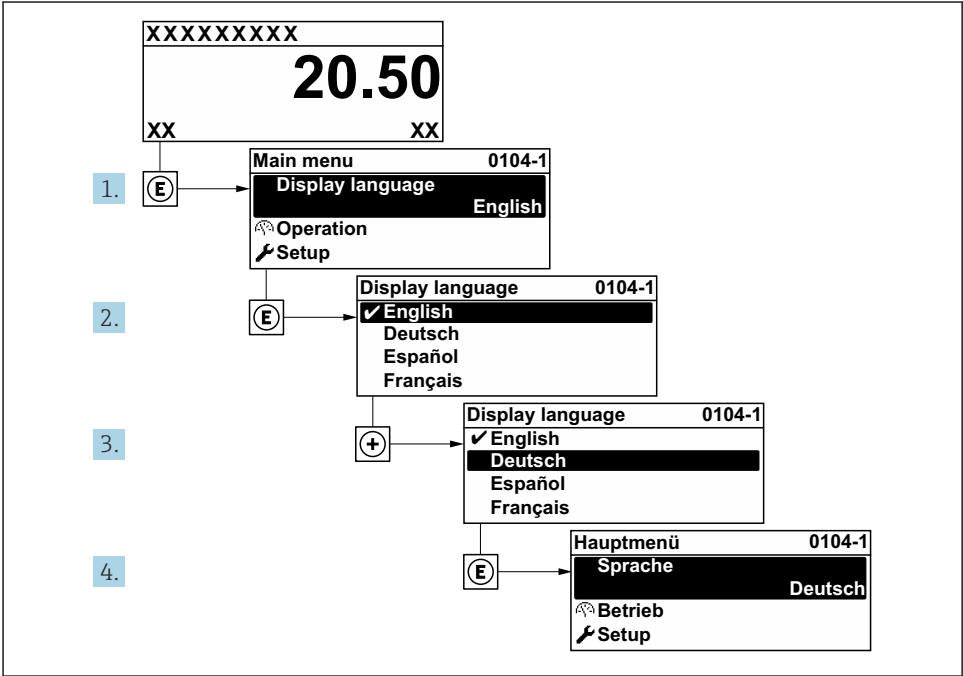 XXXXXXXXX
20.50
XX XX
1. E
Main menu 0104-1
Display language
English
Operation
Setup
2. E
Display language 0104-1
✔English
Deutsch
Español
Français
3. +
Display language 0104-1
✔English
Deutsch
Español
Français
4. E
Hauptmenü 0104-1
Sprache
Deutsch
Betrieb
Setup